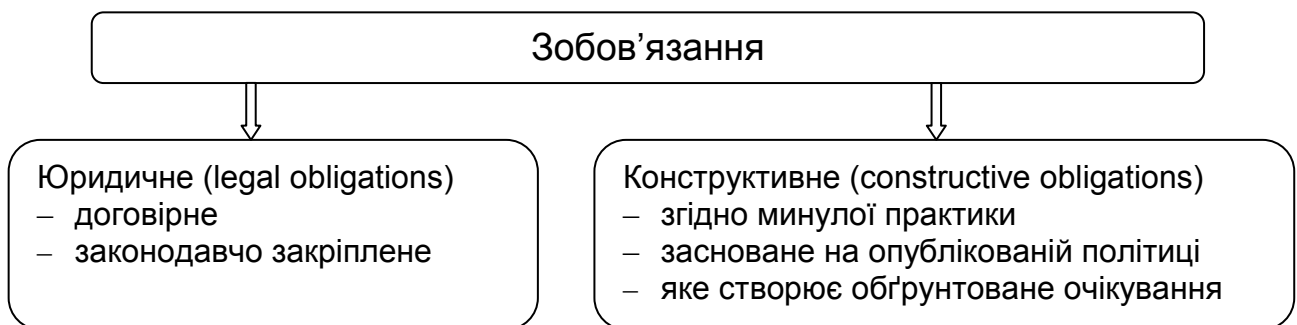 Зобов’язання
Юридичне (legal obligations)
– договірне
– законодавчо закріплене
Конструктивне (constructive obligations)
– згідно минулої практики
– засноване на опублікованій політиці
– яке створює обґрунтоване очікування